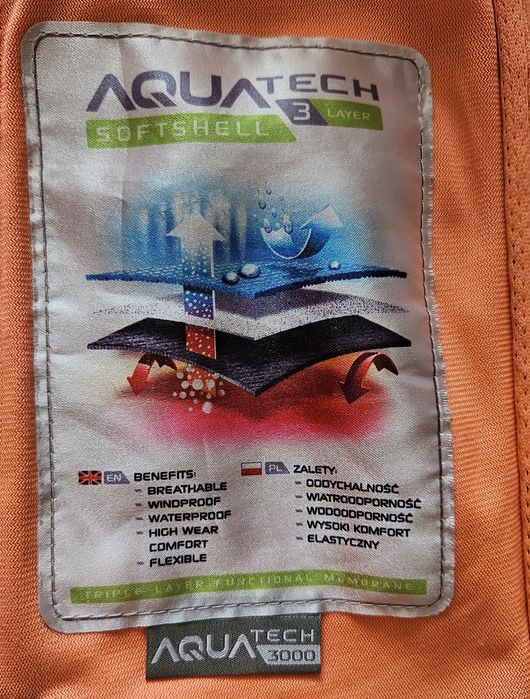 AQUATECH
SOFTSHELL 3 LAYER
EN BENEFITS:
- BREATHABLE
- WINDPROOF
- WATERPROOF
- HIGH WEAR
COMFORT
- FLEXIBLE
PL ZALETY:
- ODDYCHALNOŚĆ
- WIATROODPORNOŚĆ
- WODOODPORNOŚĆ
- WYSOKI KOMFORT
- ELASTYCZNY
TRIPLE LAYER FUNCTIONAL MEMBRANE
AQUATECH
3000